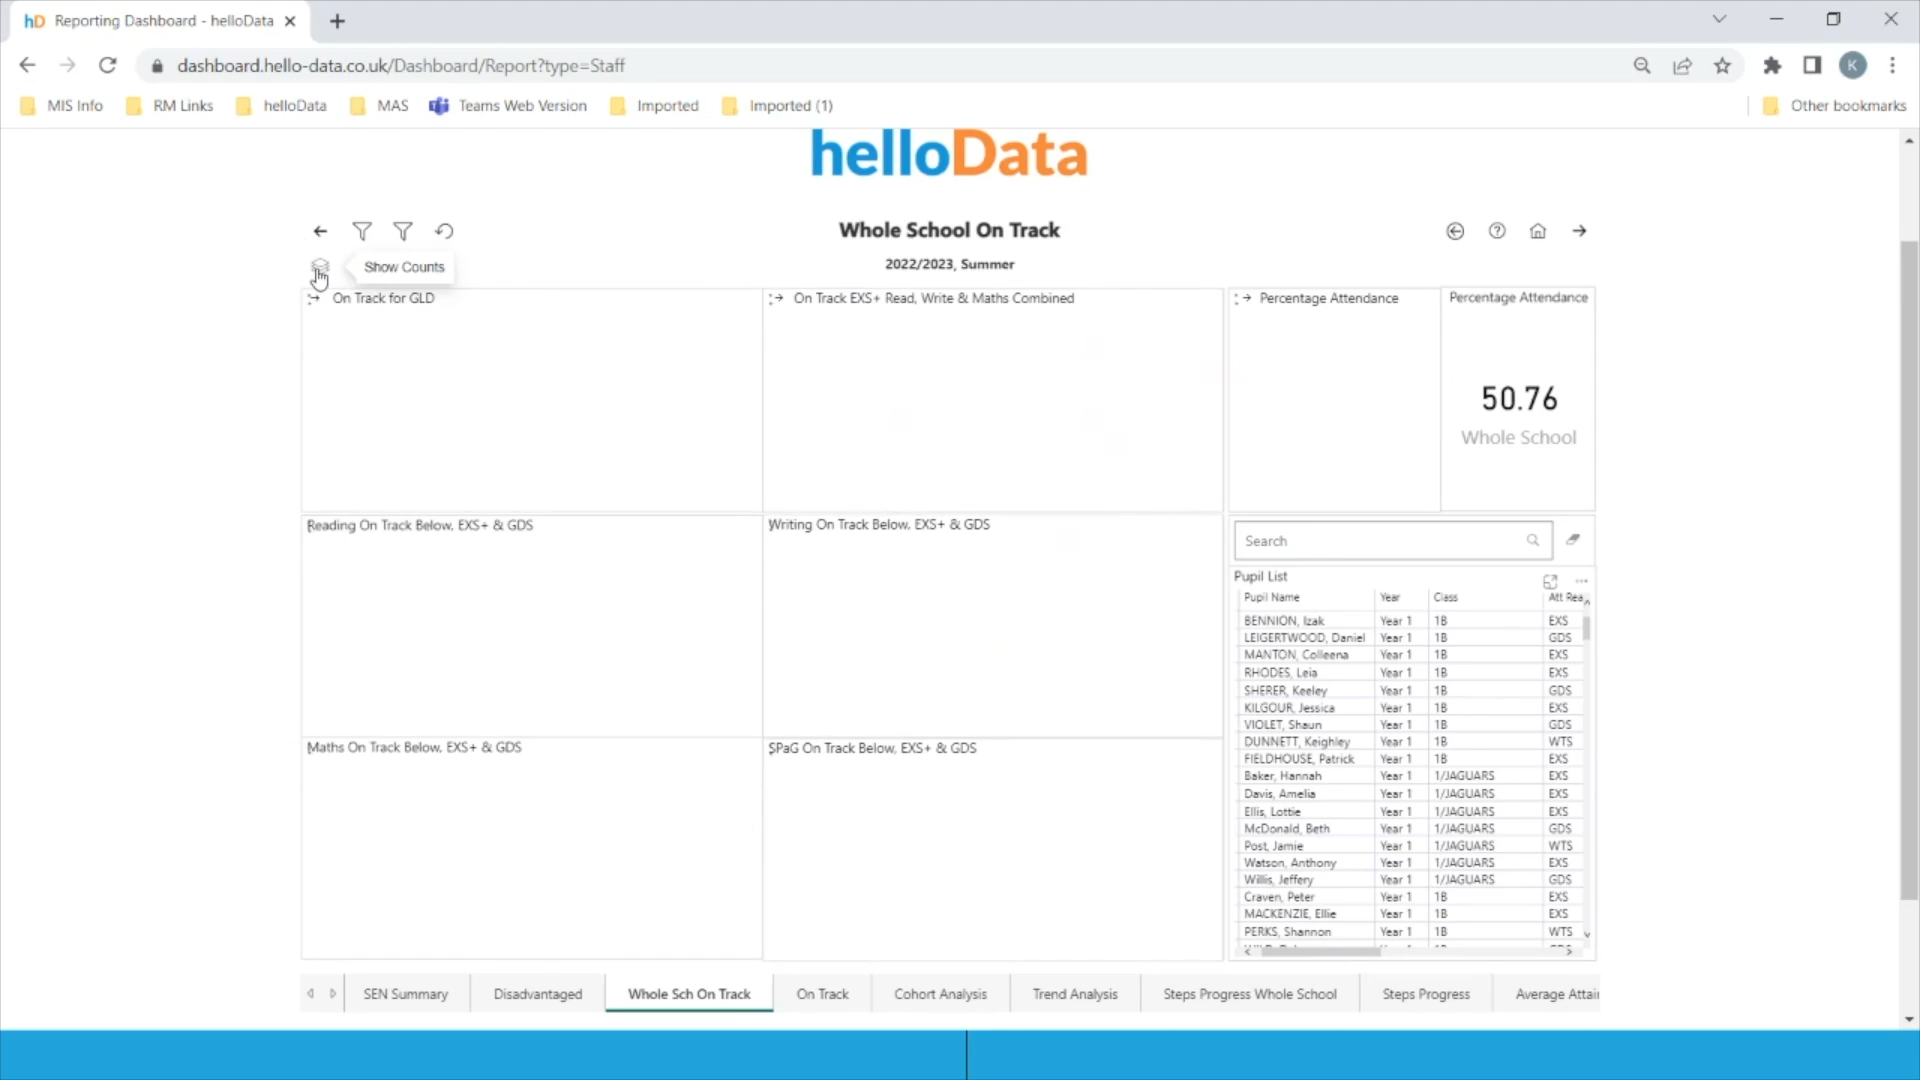 hD Reporting Dashboard - helloData
dashboard.hello-data.co.uk/Dashboard/Report?type=Staff
K
MIS Info RM Links helloData MAS Teams Web Version Imported Imported (1) Other bookmarks
helloData
Whole School On Track
2022/2023, Summer
Show Counts
On Track for GLD
On Track EXS+ Read, Write & Maths Combined
Percentage Attendance
Percentage Attendance
50.76
Whole School
Reading On Track Below, EXS+ & GDS
Writing On Track Below, EXS+ & GDS
Search
Pupil List
Pupil Name Year Class Att Rea
BENNION, Izak Year 1 1B EXS
LEIGERTWOOD, Daniel Year 1 1B GDS
MANTON, Colleena Year 1 1B EXS
RHODES, Leia Year 1 1B EXS
SHERER, Keeley Year 1 1B GDS
KILGOUR, Jessica Year 1 1B EXS
VIOLET, Shaun Year 1 1B GDS
DUNNETT, Keighley Year 1 1B WTS
FIELDHOUSE, Patrick Year 1 1B EXS
Baker, Hannah Year 1 1/JAGUARS EXS
Davis, Amelia Year 1 1/JAGUARS EXS
Ellis, Lottie Year 1 1/JAGUARS EXS
McDonald, Beth Year 1 1/JAGUARS GDS
Post, Jamie Year 1 1/JAGUARS WTS
Watson, Anthony Year 1 1/JAGUARS EXS
Willis, Jeffery Year 1 1/JAGUARS GDS
Craven, Peter Year 1 1B EXS
MACKENZIE, Ellie Year 1 1B EXS
PERKS, Shannon Year 1 1B WTS
Maths On Track Below, EXS+ & GDS
SPaG On Track Below, EXS+ & GDS
SEN Summary Disadvantaged Whole Sch On Track On Track Cohort Analysis Trend Analysis Steps Progress Whole School Steps Progress Average Attai